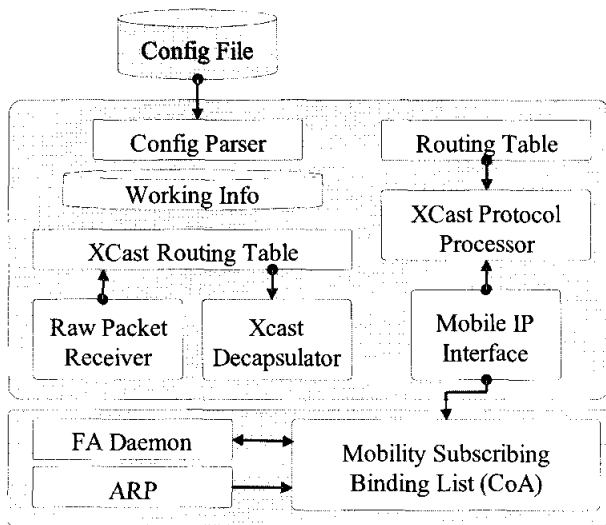 Config File
Config Parser
Routing Table
Working Info
XCast Protocol
Processor
XCast Routing Table
Raw Packet
Receiver
Xcast
Decapsulator
Mobile IP
Interface
FA Daemon
Mobility Subscribing
Binding List (CoA)
ARP